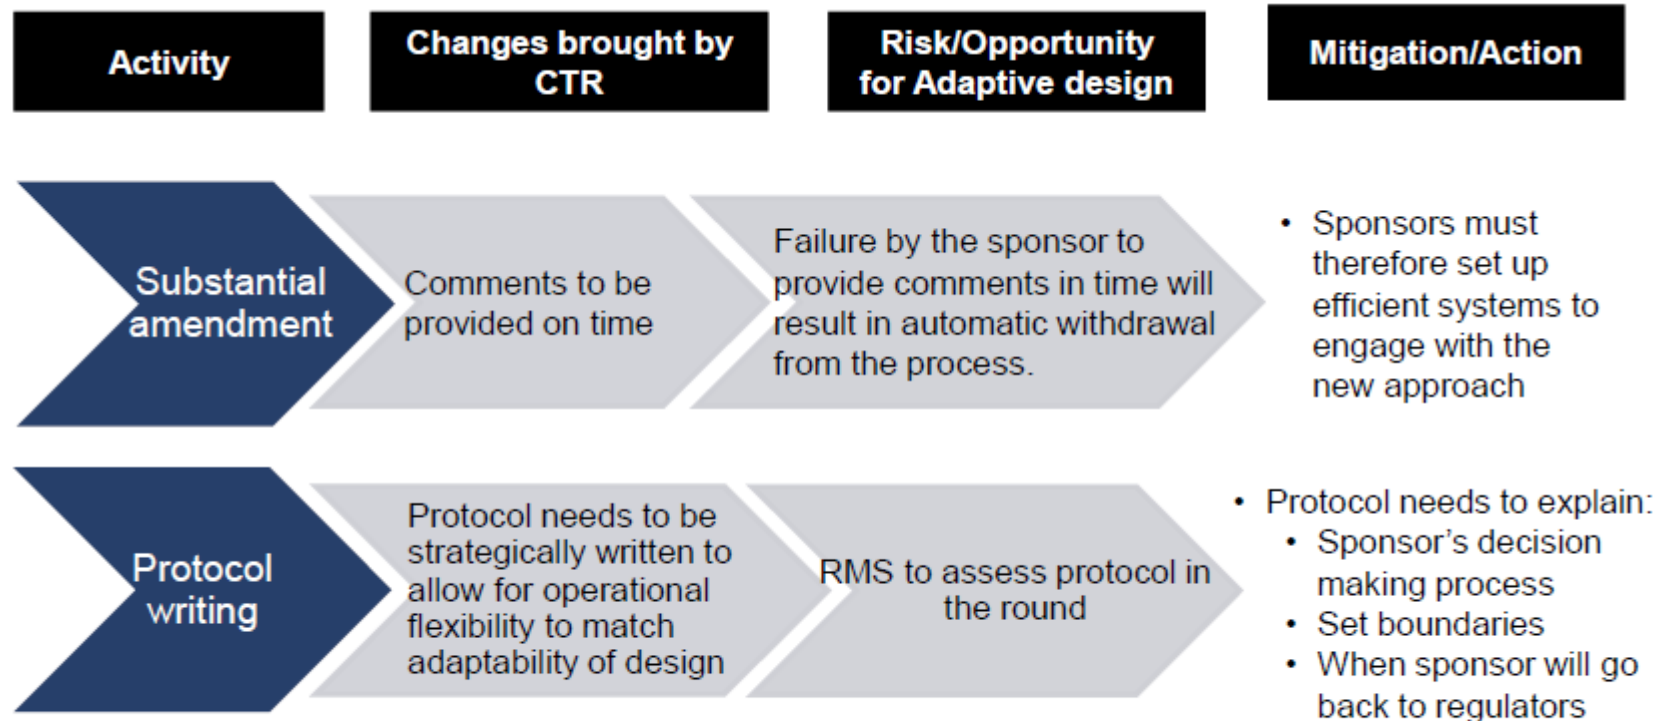 Activity
Changes brought by
CTR
Risk/Opportunity
for Adaptive design
Mitigation/Action
Substantial
amendment
Comments to be
provided on time
Failure by the sponsor to
provide comments in time will
result in automatic withdrawal
from the process.
• Sponsors must
therefore set up
efficient systems to
engage with the
new approach
Protocol
writing
Protocol needs to be
strategically written to
allow for operational
flexibility to match
adaptability of design
RMS to assess protocol in
the round
• Protocol needs to explain:
• Sponsor’s decision
making process
• Set boundaries
• When sponsor will go
back to regulators